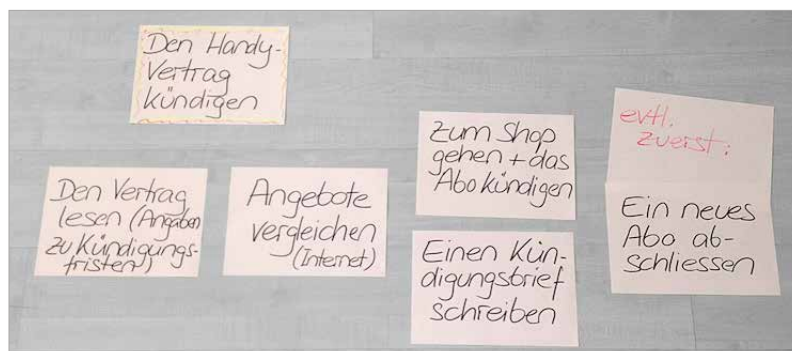 Den Handy-
Vertrag
kündigen
Den Vertrag
lesen (Angaben
zu Kündigungs-
fristen)
Angebote
vergleichen
(Internet)
Zum Shop
gehen + das
Abo kündigen
Einen Kün-
digungsbrief
schreiben
evtl.
zuerst:
Ein neues
Abo ab-
schliessen